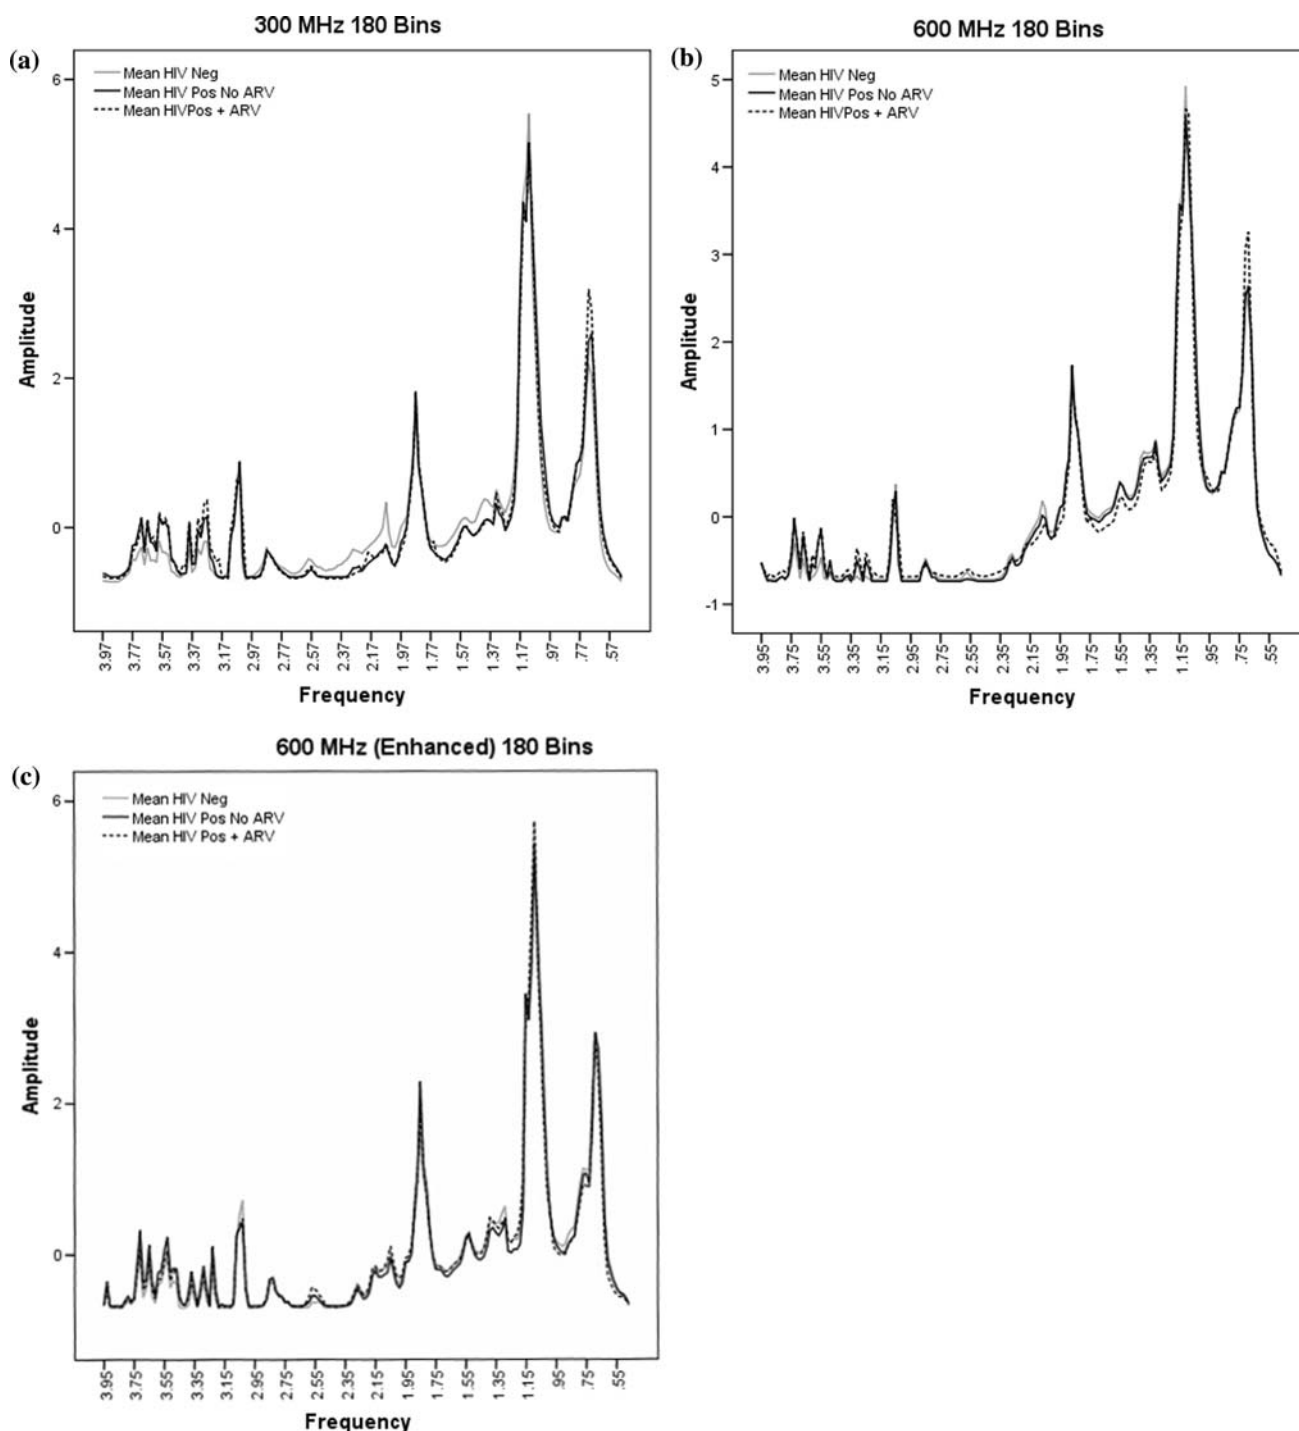 300 MHz 180 Bins
(a)
Mean HIV Neg
Mean HIV Pos No ARV
Mean HIVPos + ARV
6
4
2
0
Amplitude
3.97 3.77 3.57 3.37 3.17 2.97 2.77 2.57 2.37 2.17 1.97 1.77 1.57 1.37 1.17 .97 .77 .57
Frequency
600 MHz 180 Bins
(b)
Mean HIV Neg
Mean HIV Pos No ARV
Mean HIVPos + ARV
5
4
3
2
1
0
-1
Amplitude
3.95 3.75 3.55 3.35 3.15 2.95 2.75 2.55 2.35 2.15 1.95 1.75 1.55 1.35 1.15 .95 .75 .55
Frequency
600 MHz (Enhanced) 180 Bins
(c)
Mean HIV Neg
Mean HIV Pos No ARV
Mean HIV Pos + ARV
6
4
2
0
Amplitude
3.95 3.75 3.55 3.35 3.15 2.95 2.75 2.55 2.35 2.15 1.95 1.75 1.55 1.35 1.15 .95 .75 .55
Frequency